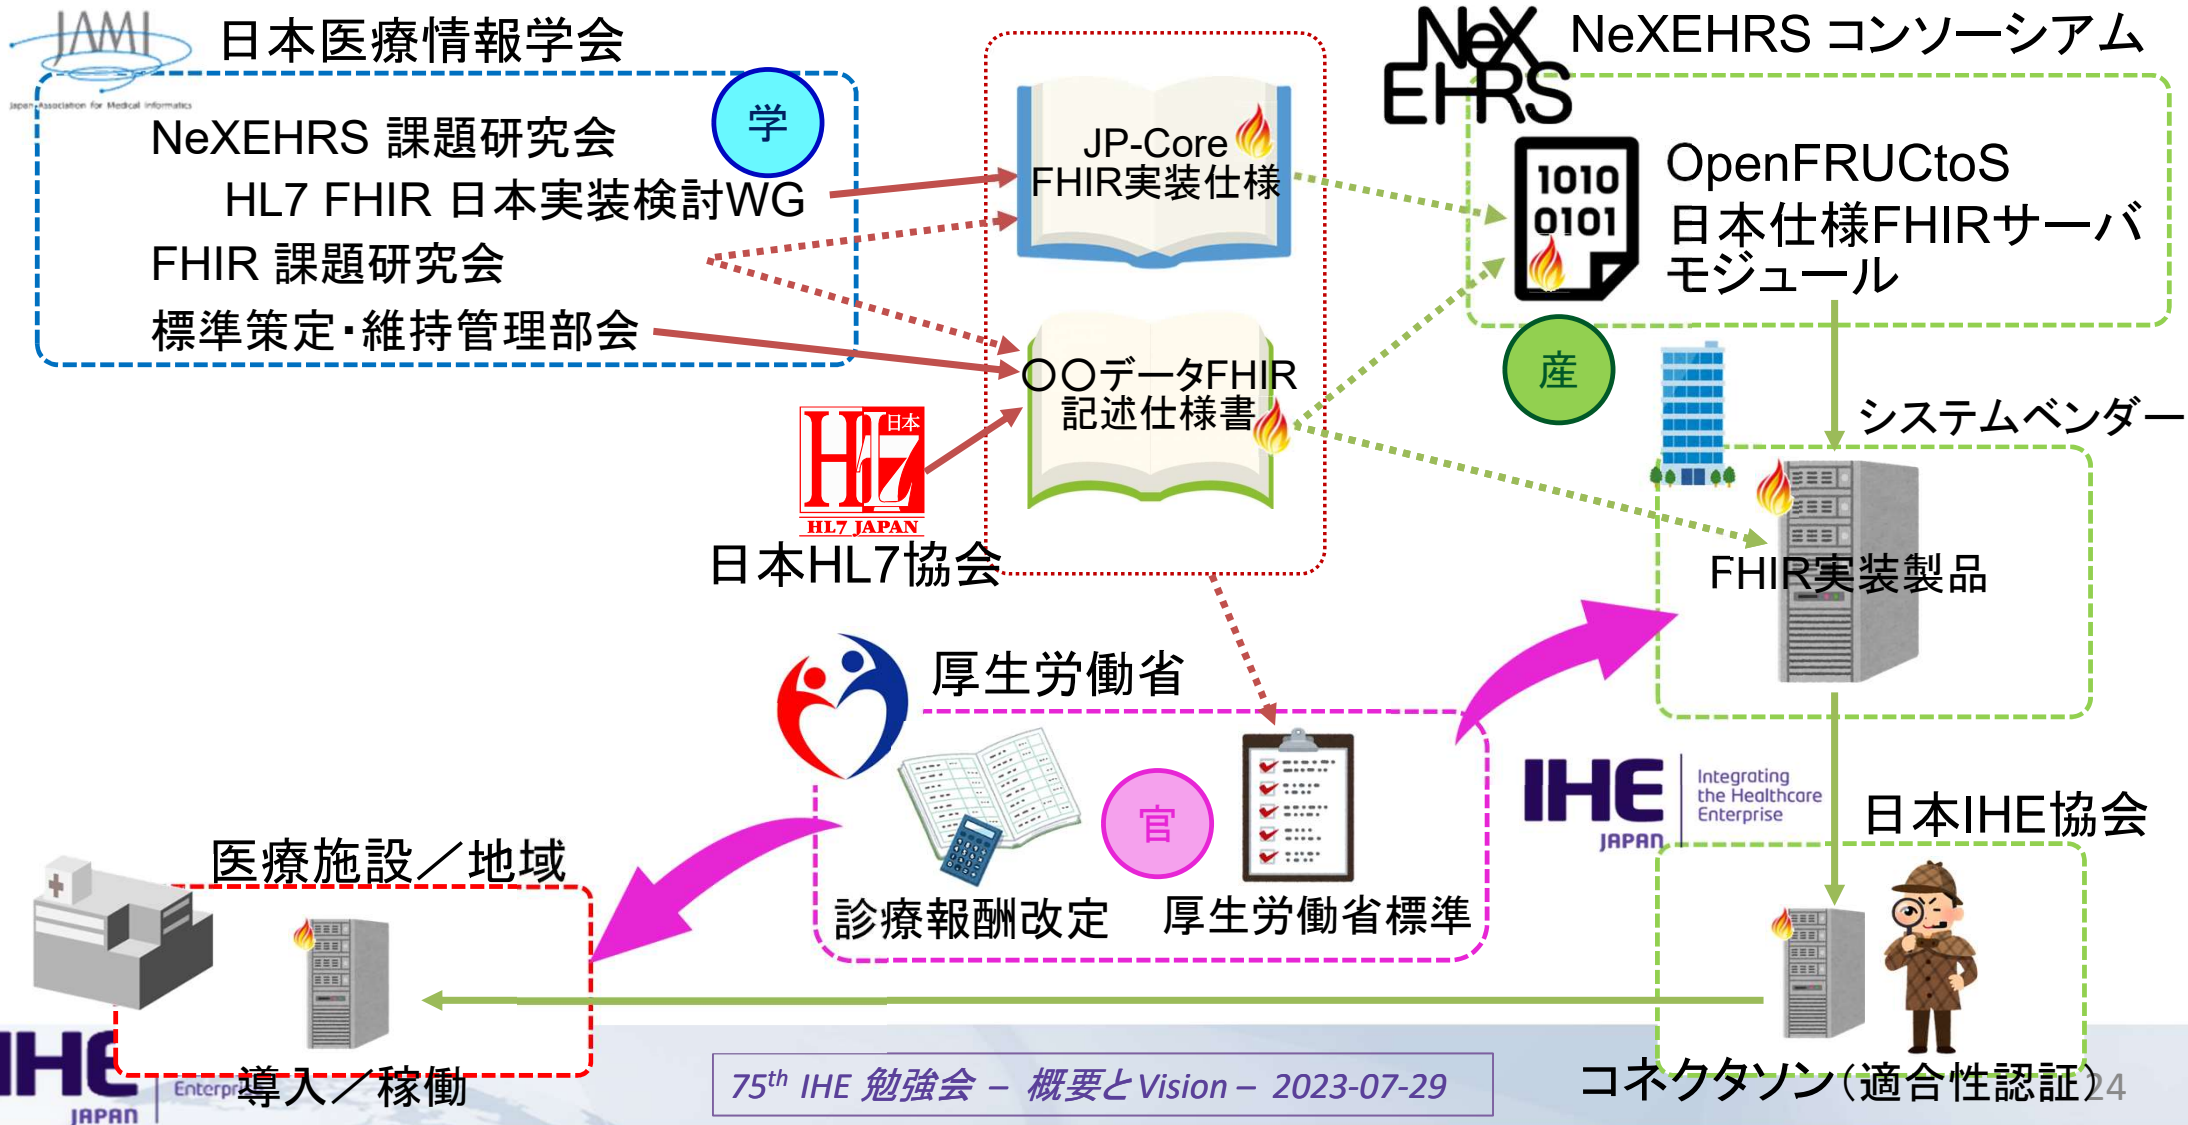 JAMI
Japan Association for Medical Informatics
日本医療情報学会
学
NeXEHRS 課題研究会
HL7 FHIR 日本実装検討WG
FHIR 課題研究会
標準策定・維持管理部会
JP-Core
FHIR実装仕様
〇〇データFHIR
記述仕様書
NeX
EHRS
NeXEHRS コンソーシアム
1010
0101
OpenFRUCtoS
日本仕様FHIRサーバ
モジュール
産
システムベンダー
FHIR実装製品
HL7
日本
HL7 JAPAN
日本HL7協会
厚生労働省
官
診療報酬改定
厚生労働省標準
IHE
JAPAN
Integrating
the Healthcare
Enterprise
日本IHE協会
コネクタソン（適合性認証）
医療施設／地域
導入／稼働
IHE
JAPAN
Enterpr
75th IHE 勉強会 – 概要と Vision – 2023-07-29
24